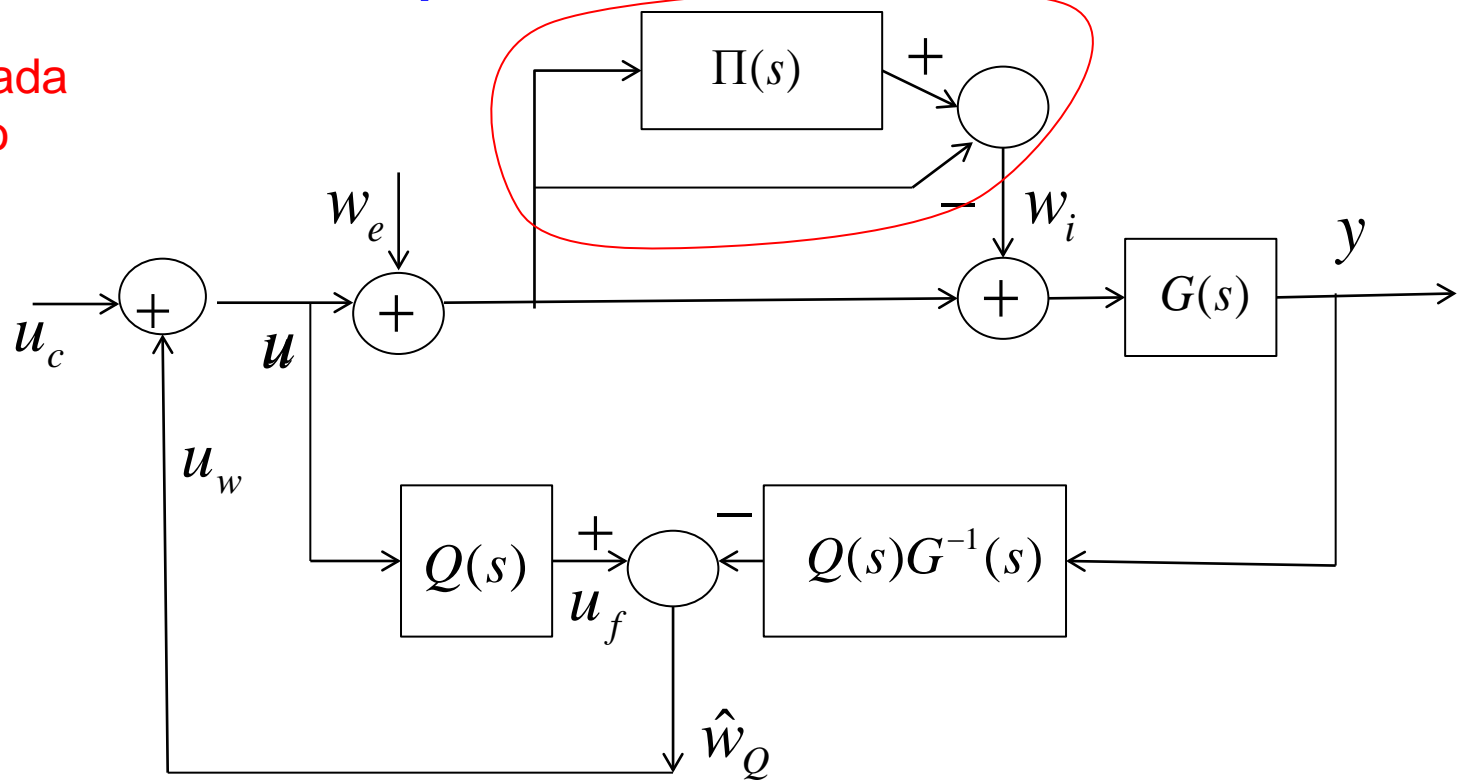 ada
o
Π(s)
+
−
w_e
w_i
y
+
+
+
G(s)
u_c
u
u_w
Q(s)
+
u_f
−
Q(s)G^{-1}(s)
ŵ_Q